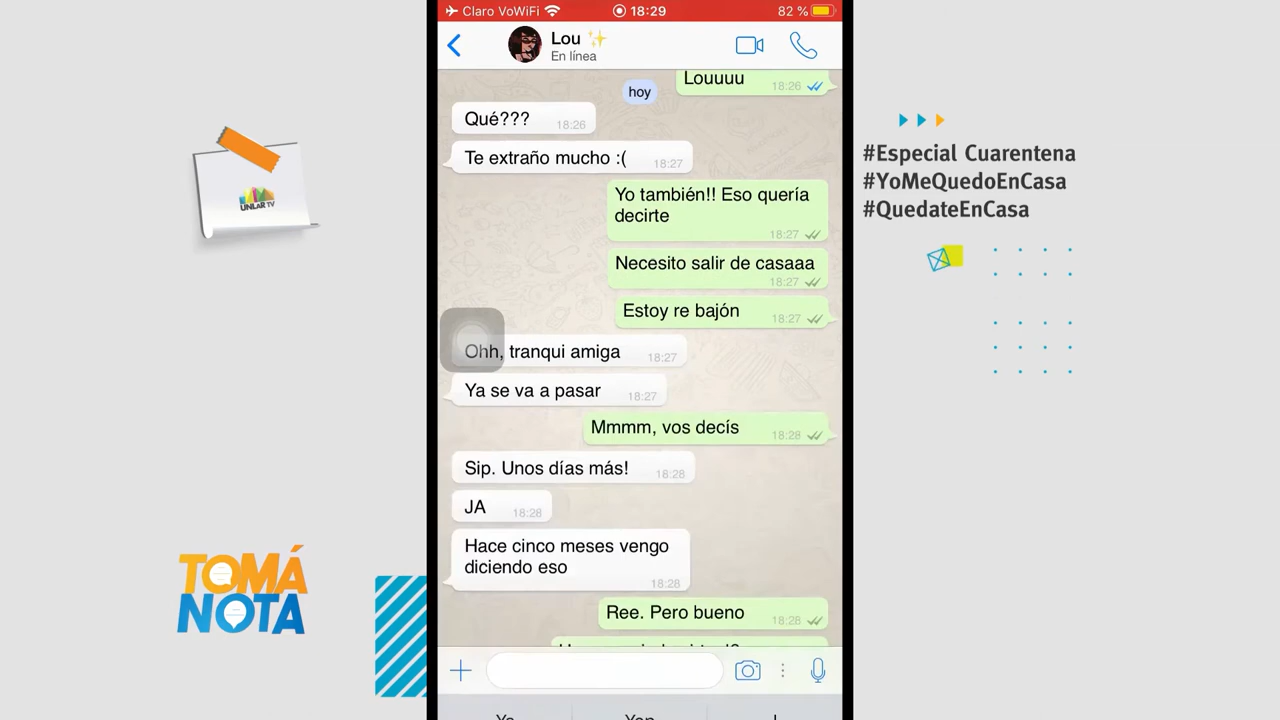 Claro VoWiFi
18:29
82 %
Lou
En línea
Louuuu
18:26
hoy
Qué???
18:26
Te extraño mucho :(
18:27
Yo también!! Eso quería
decirte
18:27
Necesito salir de casaaa
18:27
Estoy re bajón
18:27
Ohh, tranqui amiga
18:27
Ya se va a pasar
18:27
Mmmm, vos decís
18:28
Sip. Unos días más!
18:28
JA
18:28
Hace cinco meses vengo
diciendo eso
18:28
Ree. Pero bueno
18:28
UNLAR TV
TOMÁ
NOTA
#Especial Cuarentena
#YoMeQuedoEnCasa
#QuedateEnCasa